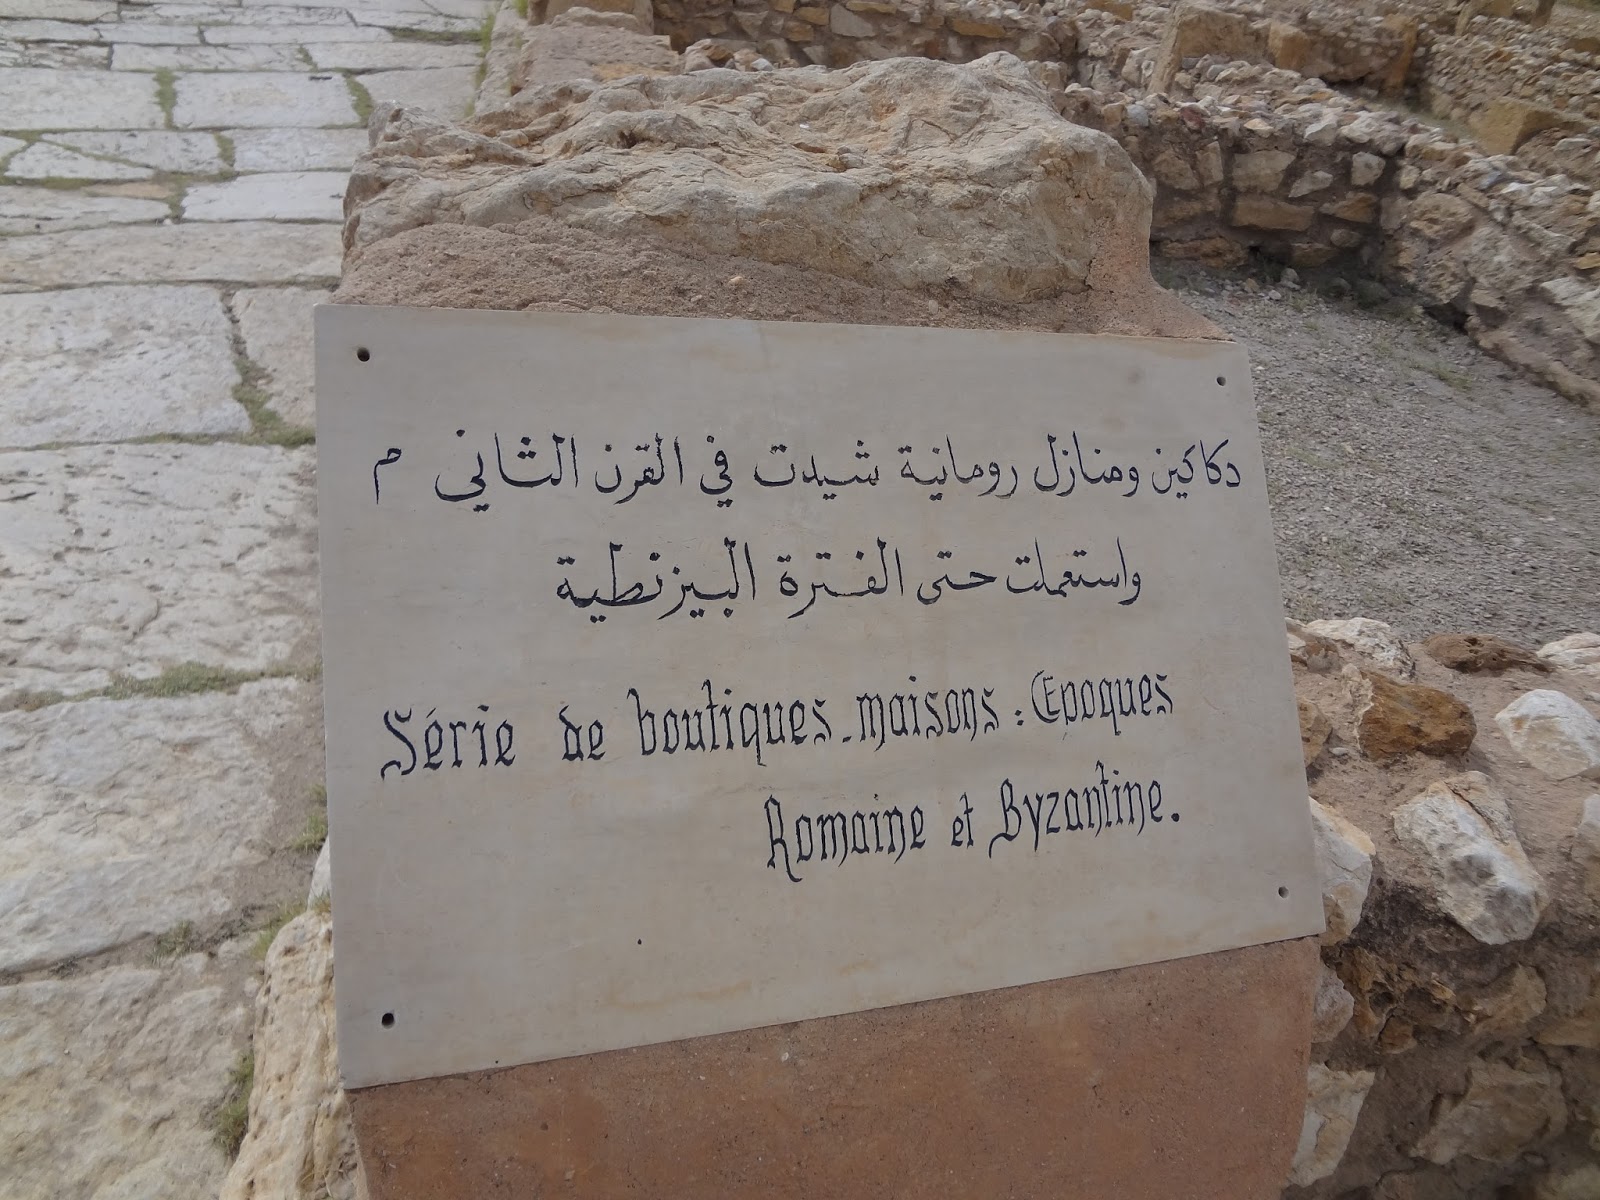 دكاكين ومنازل رومانية شيدت في القرن الثاني م
واستعملت حتى الفترة البيزنطية
Série de boutiques-maisons : Epoques
Romaine et Byzantine.